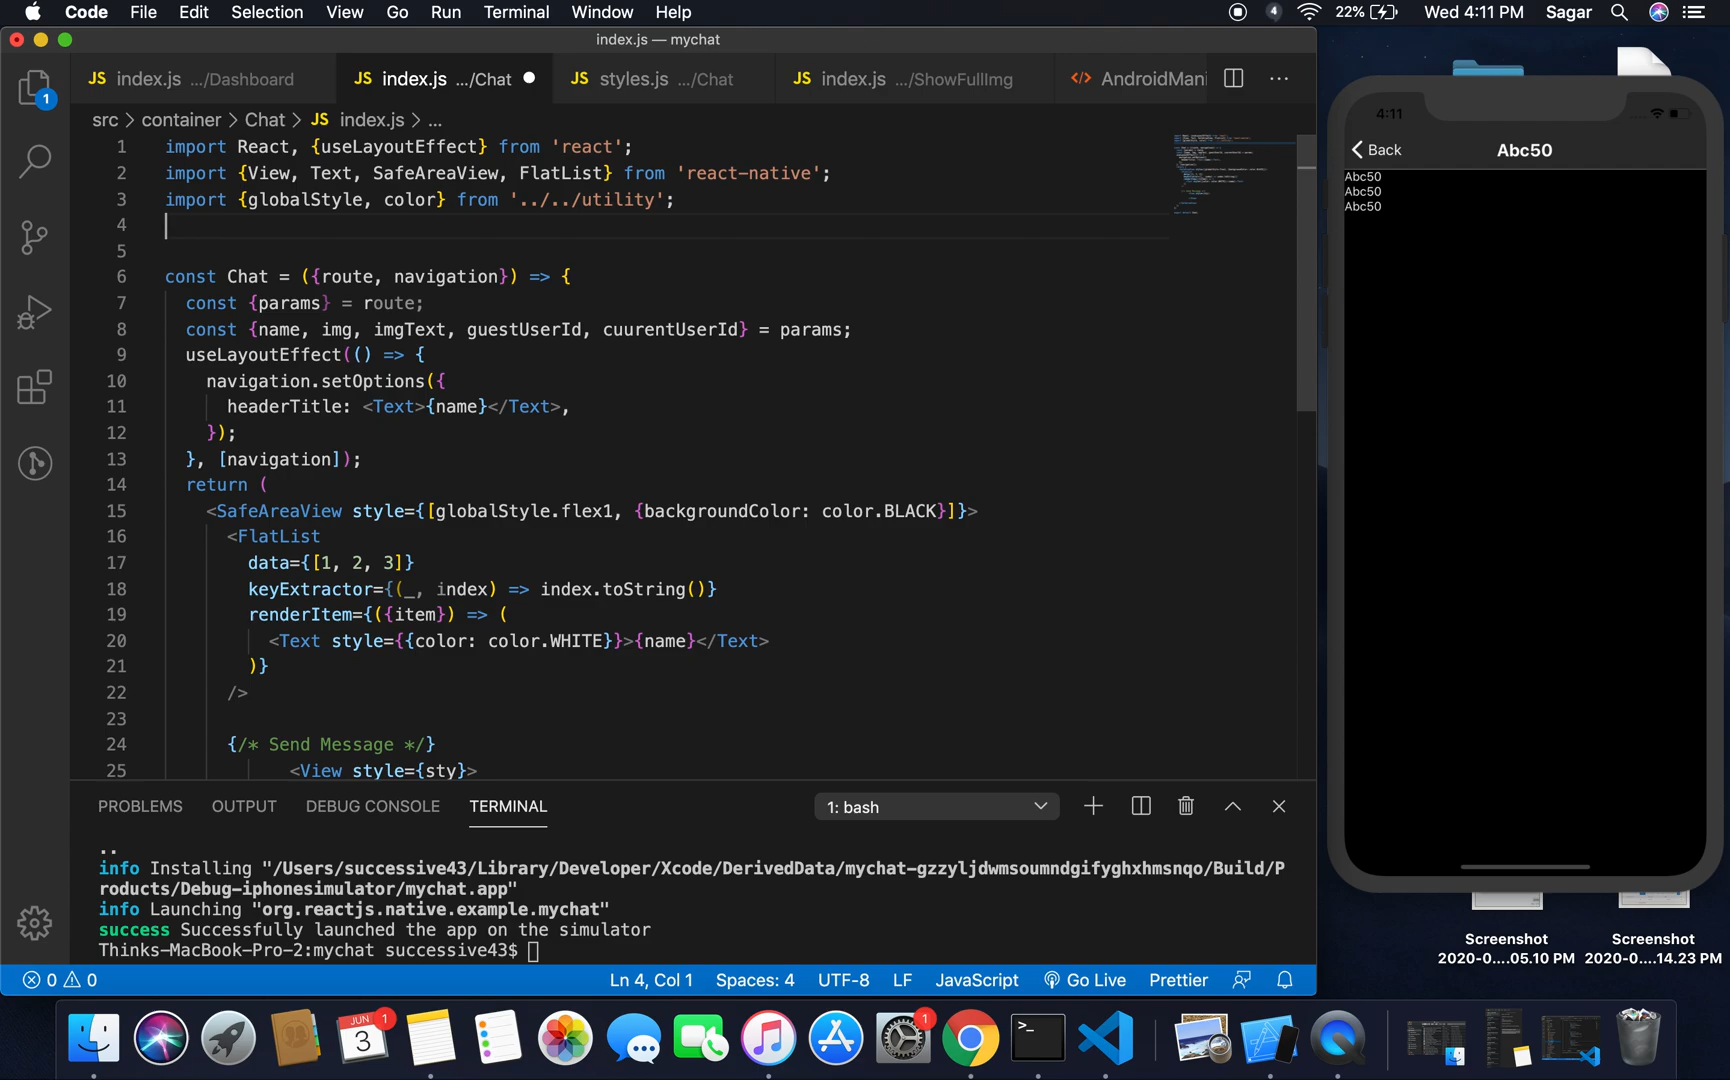 Code File Edit Selection View Go Run Terminal Window Help 4 22% Wed 4:11 PM Sagar
index.js — mychat
JS index.js .../Dashboard JS index.js .../Chat JS styles.js .../Chat JS index.js .../ShowFullImg </> AndroidMani ...
1
src > container > Chat > JS index.js > ...
1 import React, {useLayoutEffect} from 'react';
2 import {View, Text, SafeAreaView, FlatList} from 'react-native';
3 import {globalStyle, color} from '../../utility';
4
5
6 const Chat = ({route, navigation}) => {
7 const {params} = route;
8 const {name, img, imgText, guestUserId, cuurentUserId} = params;
9 useLayoutEffect(() => {
10 navigation.setOptions({
11 headerTitle: <Text>{name}</Text>,
12 });
13 }, [navigation]);
14 return (
15 <SafeAreaView style={[globalStyle.flex1, {backgroundColor: color.BLACK}]}>
16 <FlatList
17 data={[1, 2, 3]}
18 keyExtractor={(_, index) => index.toString()}
19 renderItem={({item}) => (
20 <Text style={{color: color.WHITE}}>{name}</Text>
21 )}
22 />
23
24 {/* Send Message */}
25 <View style={sty}>
PROBLEMS OUTPUT DEBUG CONSOLE TERMINAL 1: bash
..
info Installing "/Users/successive43/Library/Developer/Xcode/DerivedData/mychat-gzzyljdwmsoumndgifyghxhmsnqo/Build/P
roducts/Debug-iphonesimulator/mychat.app"
info Launching "org.reactjs.native.example.mychat"
success Successfully launched the app on the simulator
Thinks-MacBook-Pro-2:mychat successive43$
0 0 Ln 4, Col 1 Spaces: 4 UTF-8 LF JavaScript Go Live Prettier
4:11
Back Abc50
Abc50
Abc50
Abc50
Screenshot
2020-0....05.10 PM
Screenshot
2020-0....14.23 PM
JUN
3
1
1
>_